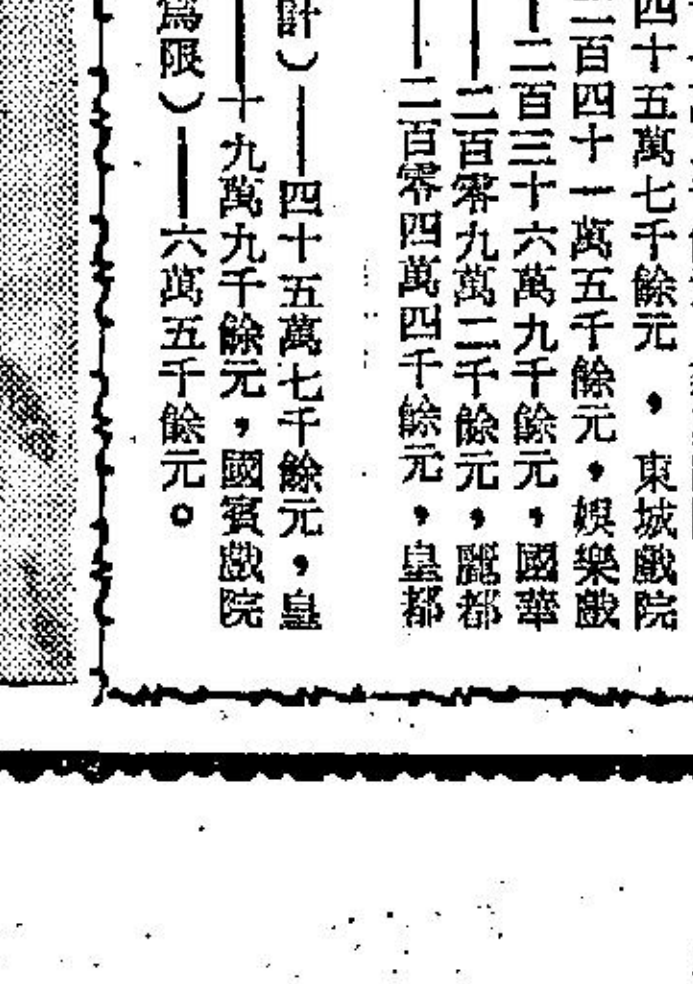 四十五萬七千餘元，東城戲院
二百四十一萬五千餘元，娛樂戲
—二百三十六萬九千餘元，國華
—二百零九萬二千餘元，麗都
—二百零四萬四千餘元，皇都
計）—四十五萬七千餘元，皇
—十九萬九千餘元，國賓戲院
為限）—六萬五千餘元。